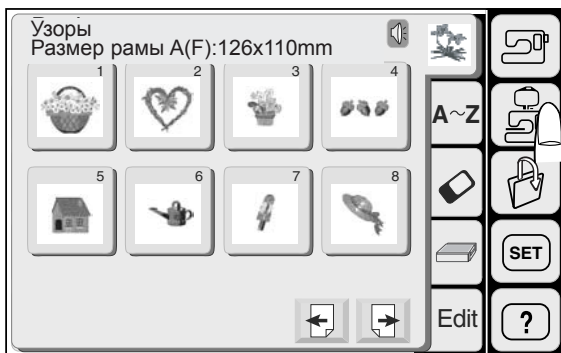 Узоры
Размер рамы A(F):126x110mm
1 2 3 4
5 6 7 8
A~Z
SET
Edit
?